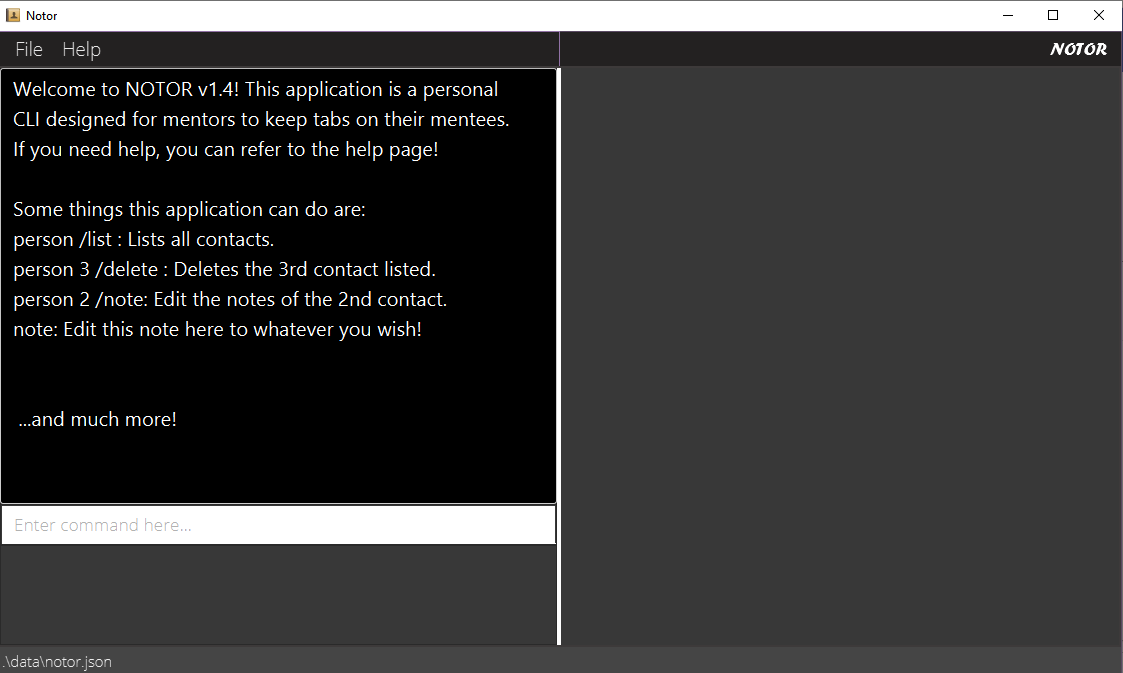 Notor
File Help
NOTOR
Welcome to NOTOR v1.4! This application is a personal
CLI designed for mentors to keep tabs on their mentees.
If you need help, you can refer to the help page!
Some things this application can do are:
person /list : Lists all contacts.
person 3 /delete : Deletes the 3rd contact listed.
person 2 /note: Edit the notes of the 2nd contact.
note: Edit this note here to whatever you wish!
...and much more!
Enter command here...
.\data\notor.json